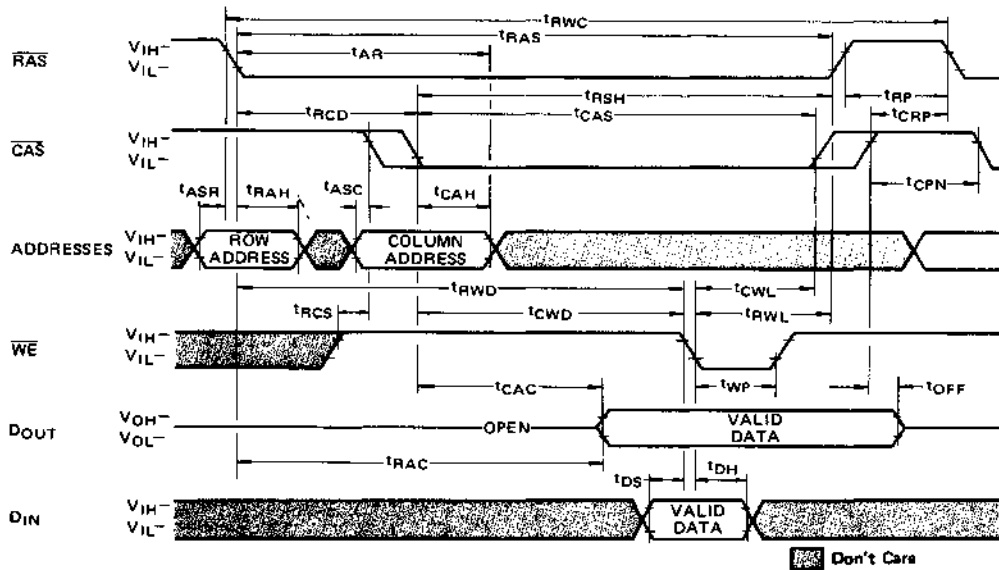 tRWC
tRAS
tAR
RAS
VIH–
VIL–
tRSH
tRP
tRCD
tCAS
tCRP
CAS
VIH–
VIL–
tASR
tRAH
tASC
tCAH
tCPN
ADDRESSES
VIH–
VIL–
ROW
ADDRESS
COLUMN
ADDRESS
tRWD
tCWL
tRCS
tCWD
tRWL
WE
VIH–
VIL–
tCAC
tWP
tOFF
DOUT
VOH–
VOL–
OPEN
VALID
DATA
tRAC
tDS
tDH
DIN
VIH–
VIL–
VALID
DATA
Don't Care